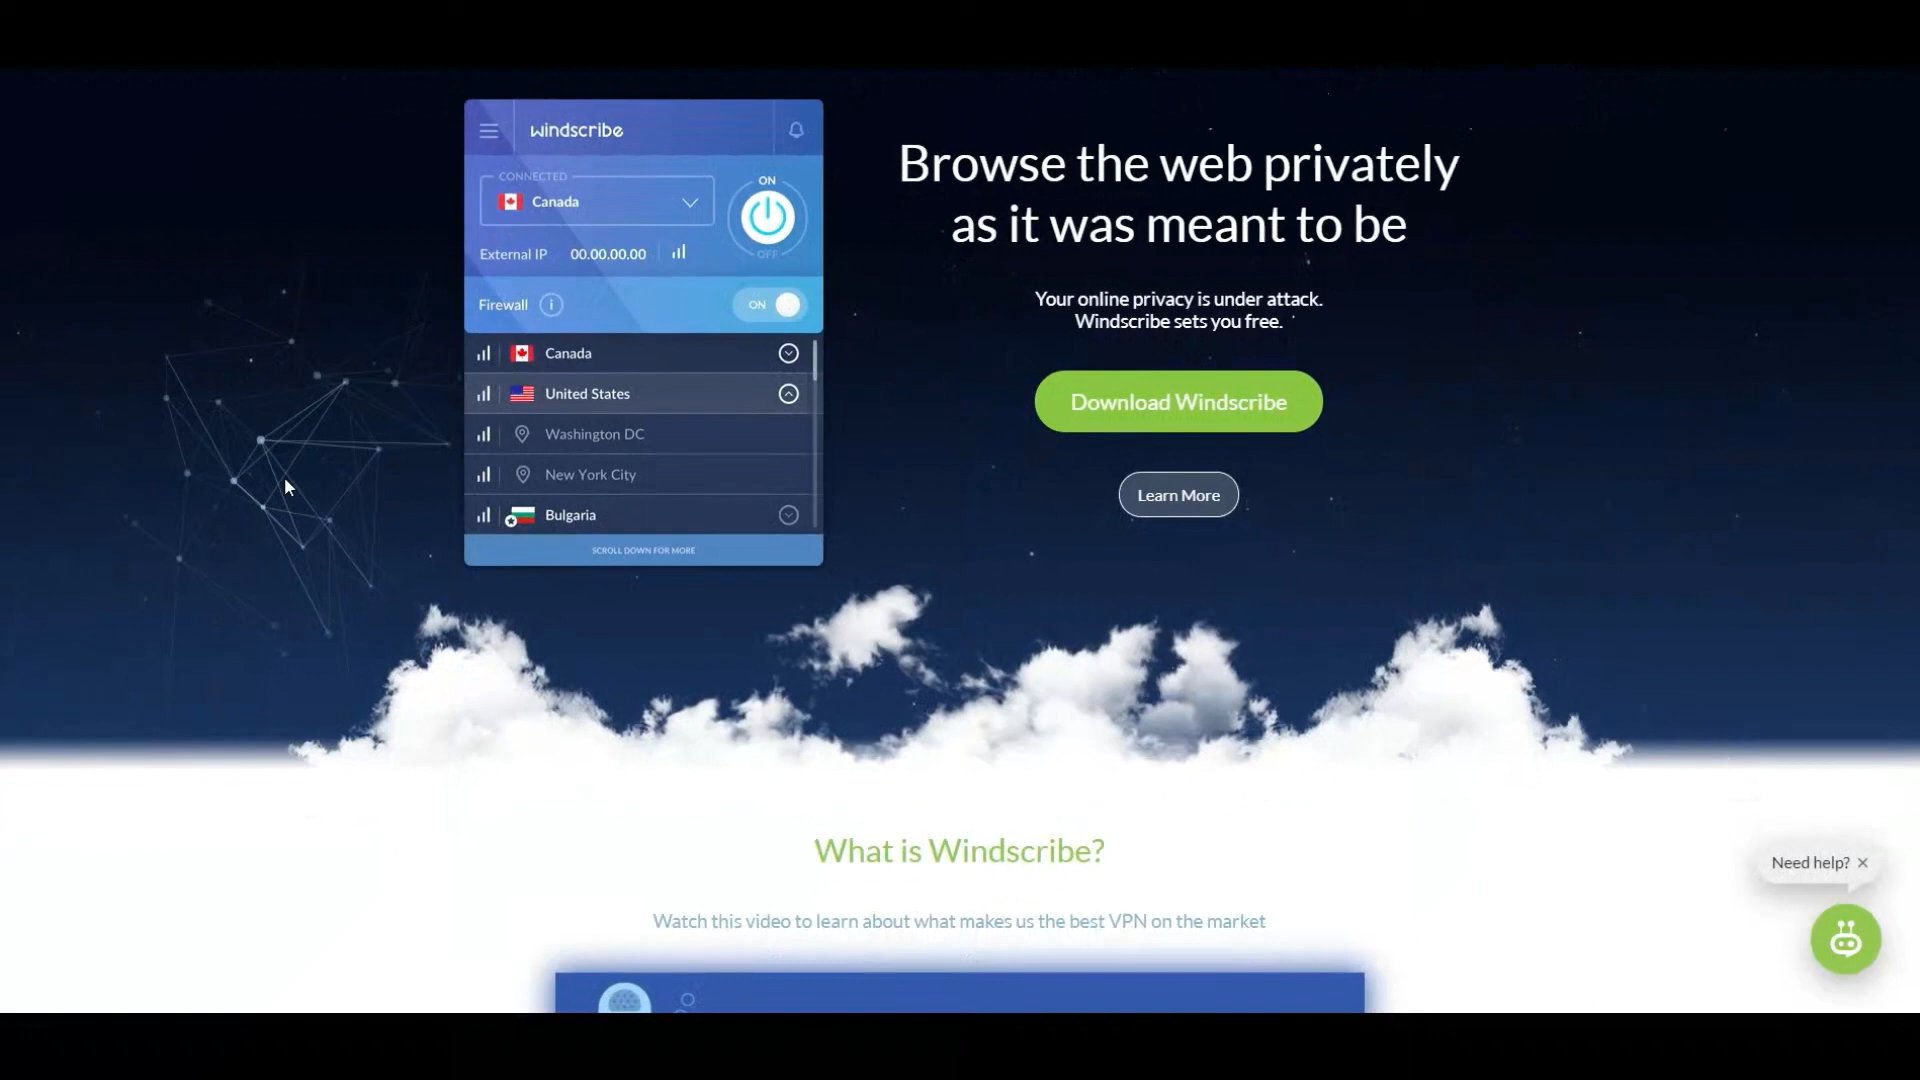 windscribe
CONNECTED
Canada
ON
OFF
External IP 00.00.00.00
Firewall i ON
Canada
United States
Washington DC
New York City
Bulgaria
SCROLL DOWN FOR MORE
Browse the web privately
as it was meant to be
Your online privacy is under attack.
Windscribe sets you free.
Download Windscribe
Learn More
What is Windscribe?
Watch this video to learn about what makes us the best VPN on the market
Need help? ×